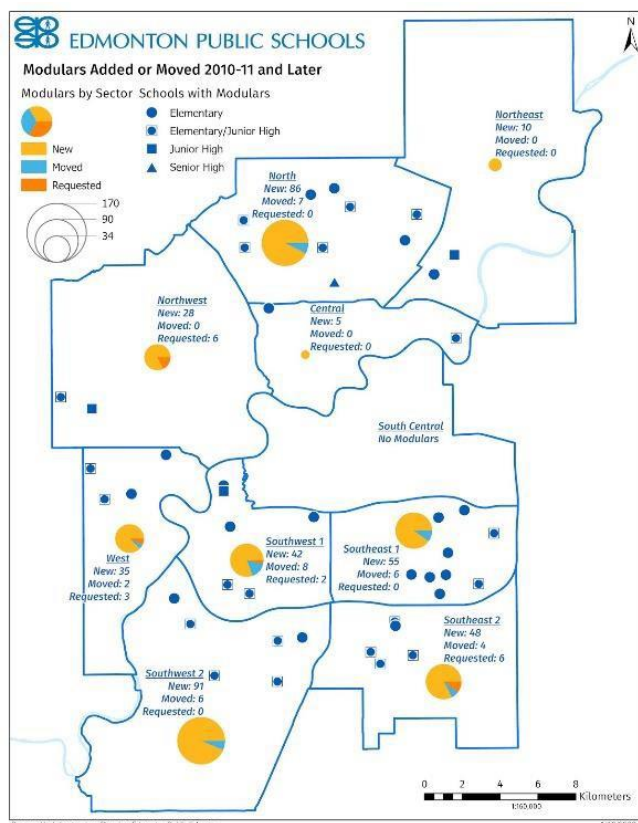 EDMONTON PUBLIC SCHOOLS
N
Modulars Added or Moved 2010-11 and Later
Modulars by Sector
Schools with Modulars
New
Moved
Requested
170
90
34
Elementary
Elementary/Junior High
Junior High
Senior High
Northeast
New: 10
Moved: 0
Requested: 0
North
New: 86
Moved: 7
Requested: 0
Northwest
New: 28
Moved: 0
Requested: 6
Central
New: 5
Moved: 0
Requested: 0
South Central
No Modulars
West
New: 35
Moved: 2
Requested: 3
Southwest 1
New: 42
Moved: 8
Requested: 2
Southeast 1
New: 55
Moved: 6
Requested: 0
Southeast 2
New: 48
Moved: 4
Requested: 6
Southwest 2
New: 91
Moved: 6
Requested: 0
0 2 4 6 8
Kilometers
1:160,000